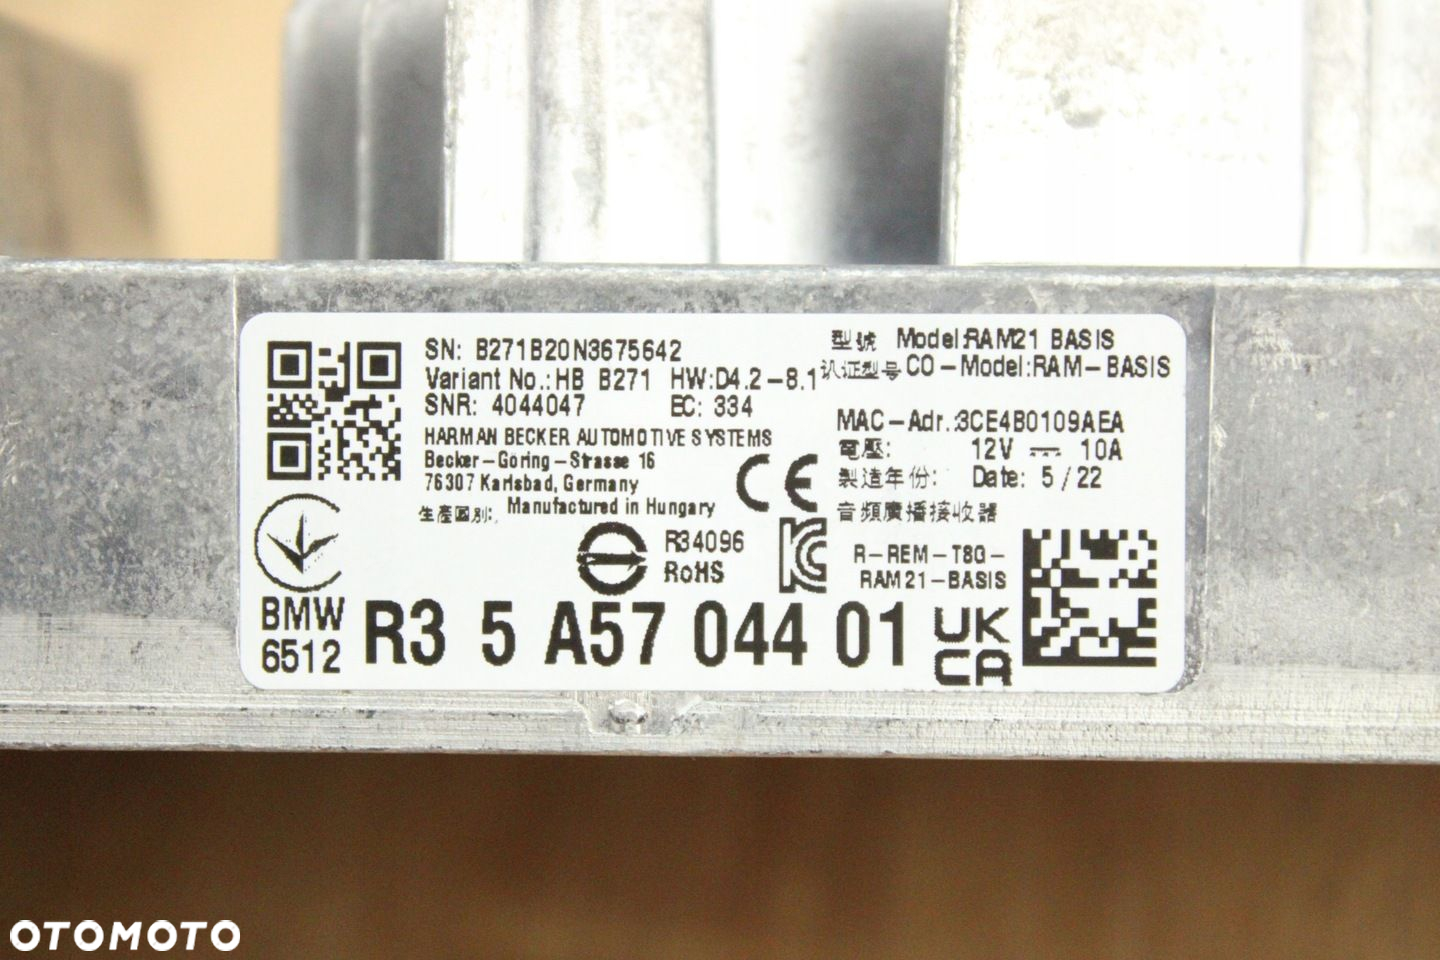 SN: B271B20N3675642
Variant No.: HB B271 HW:D4.2-8.1
SNR: 4044047 EC: 334
HARMAN BECKER AUTOMOTIVE SYSTEMS
Becker-Göring-Strasse 16
76307 Karlsbad, Germany
生產國別: Manufactured in Hungary
CE
R34096
RoHS
型號 Model:RAM21 BASIS
认证型号 CO-Model:RAM-BASIS
MAC-Adr.:3CE4B0109AEA
電壓: 12V ⎓ 10A
製造年份: Date: 5/22
音頻廣播接收器
R-REM-T8G-
RAM21-BASIS
BMW
6512
R3 5 A57 044 01
UK
CA
OTOMOTO